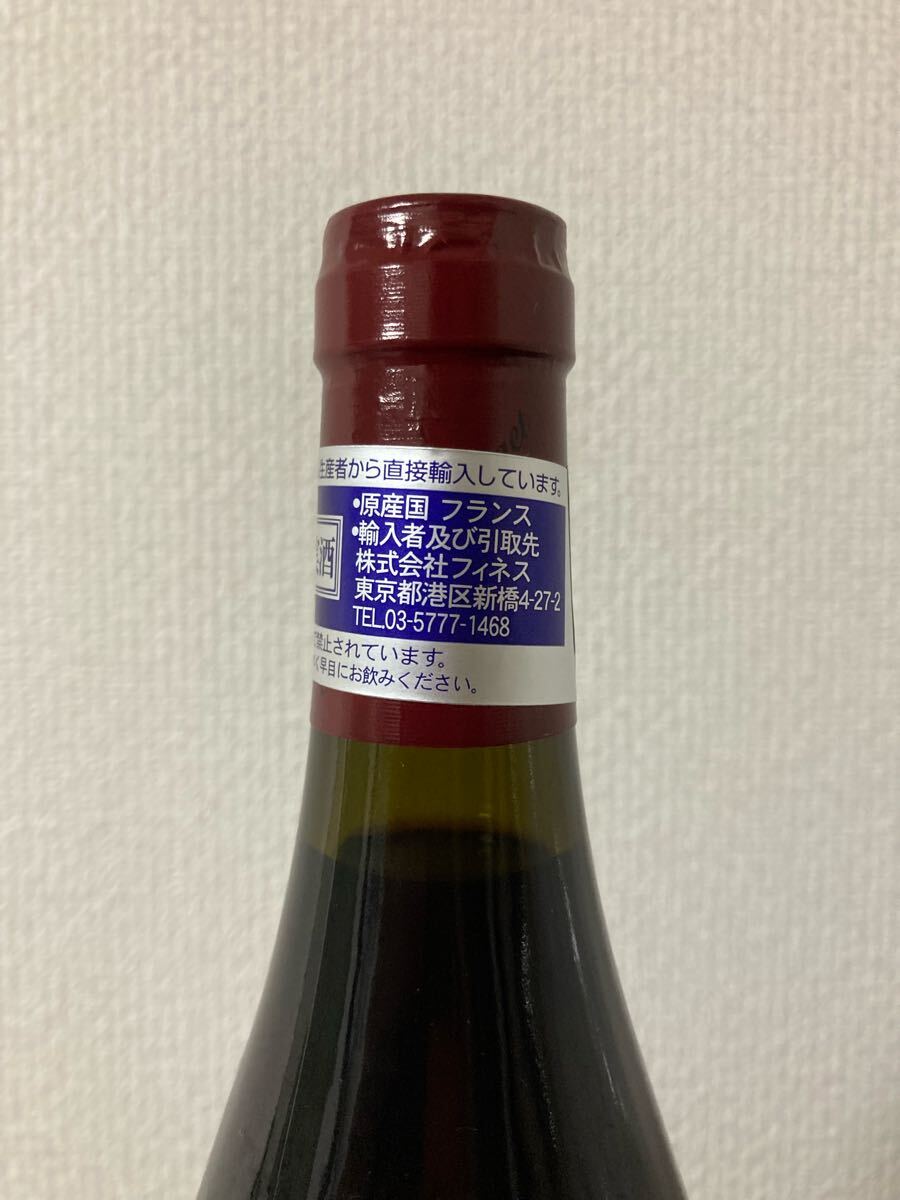 生産者から直接輸入しています。
•原産国 フランス
•輸入者及び引取先
株式会社フィネス
東京都港区新橋4-27-2
TEL.03-5777-1468
酒
禁止されています。
早目にお飲みください。